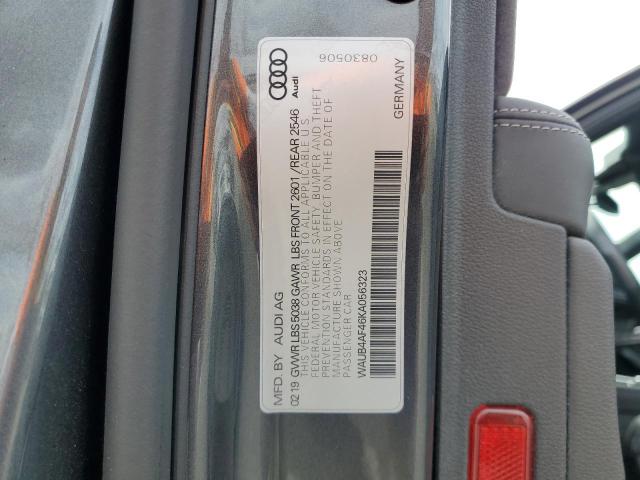 0830506
Audi
MFD. BY AUDI AG
02 19 GVWR LBS 5038 GAWR LBS FRONT 2601 /REAR 2546
THIS VEHICLE CONFORMS TO ALL APPLICABLE U.S.
FEDERAL MOTOR VEHICLE SAFETY, BUMPER AND THEFT
PREVENTION STANDARDS IN EFFECT ON THE DATE OF
MANUFACTURE SHOWN ABOVE
PASSENGER CAR
WAUB4AF46KA056323
GERMANY